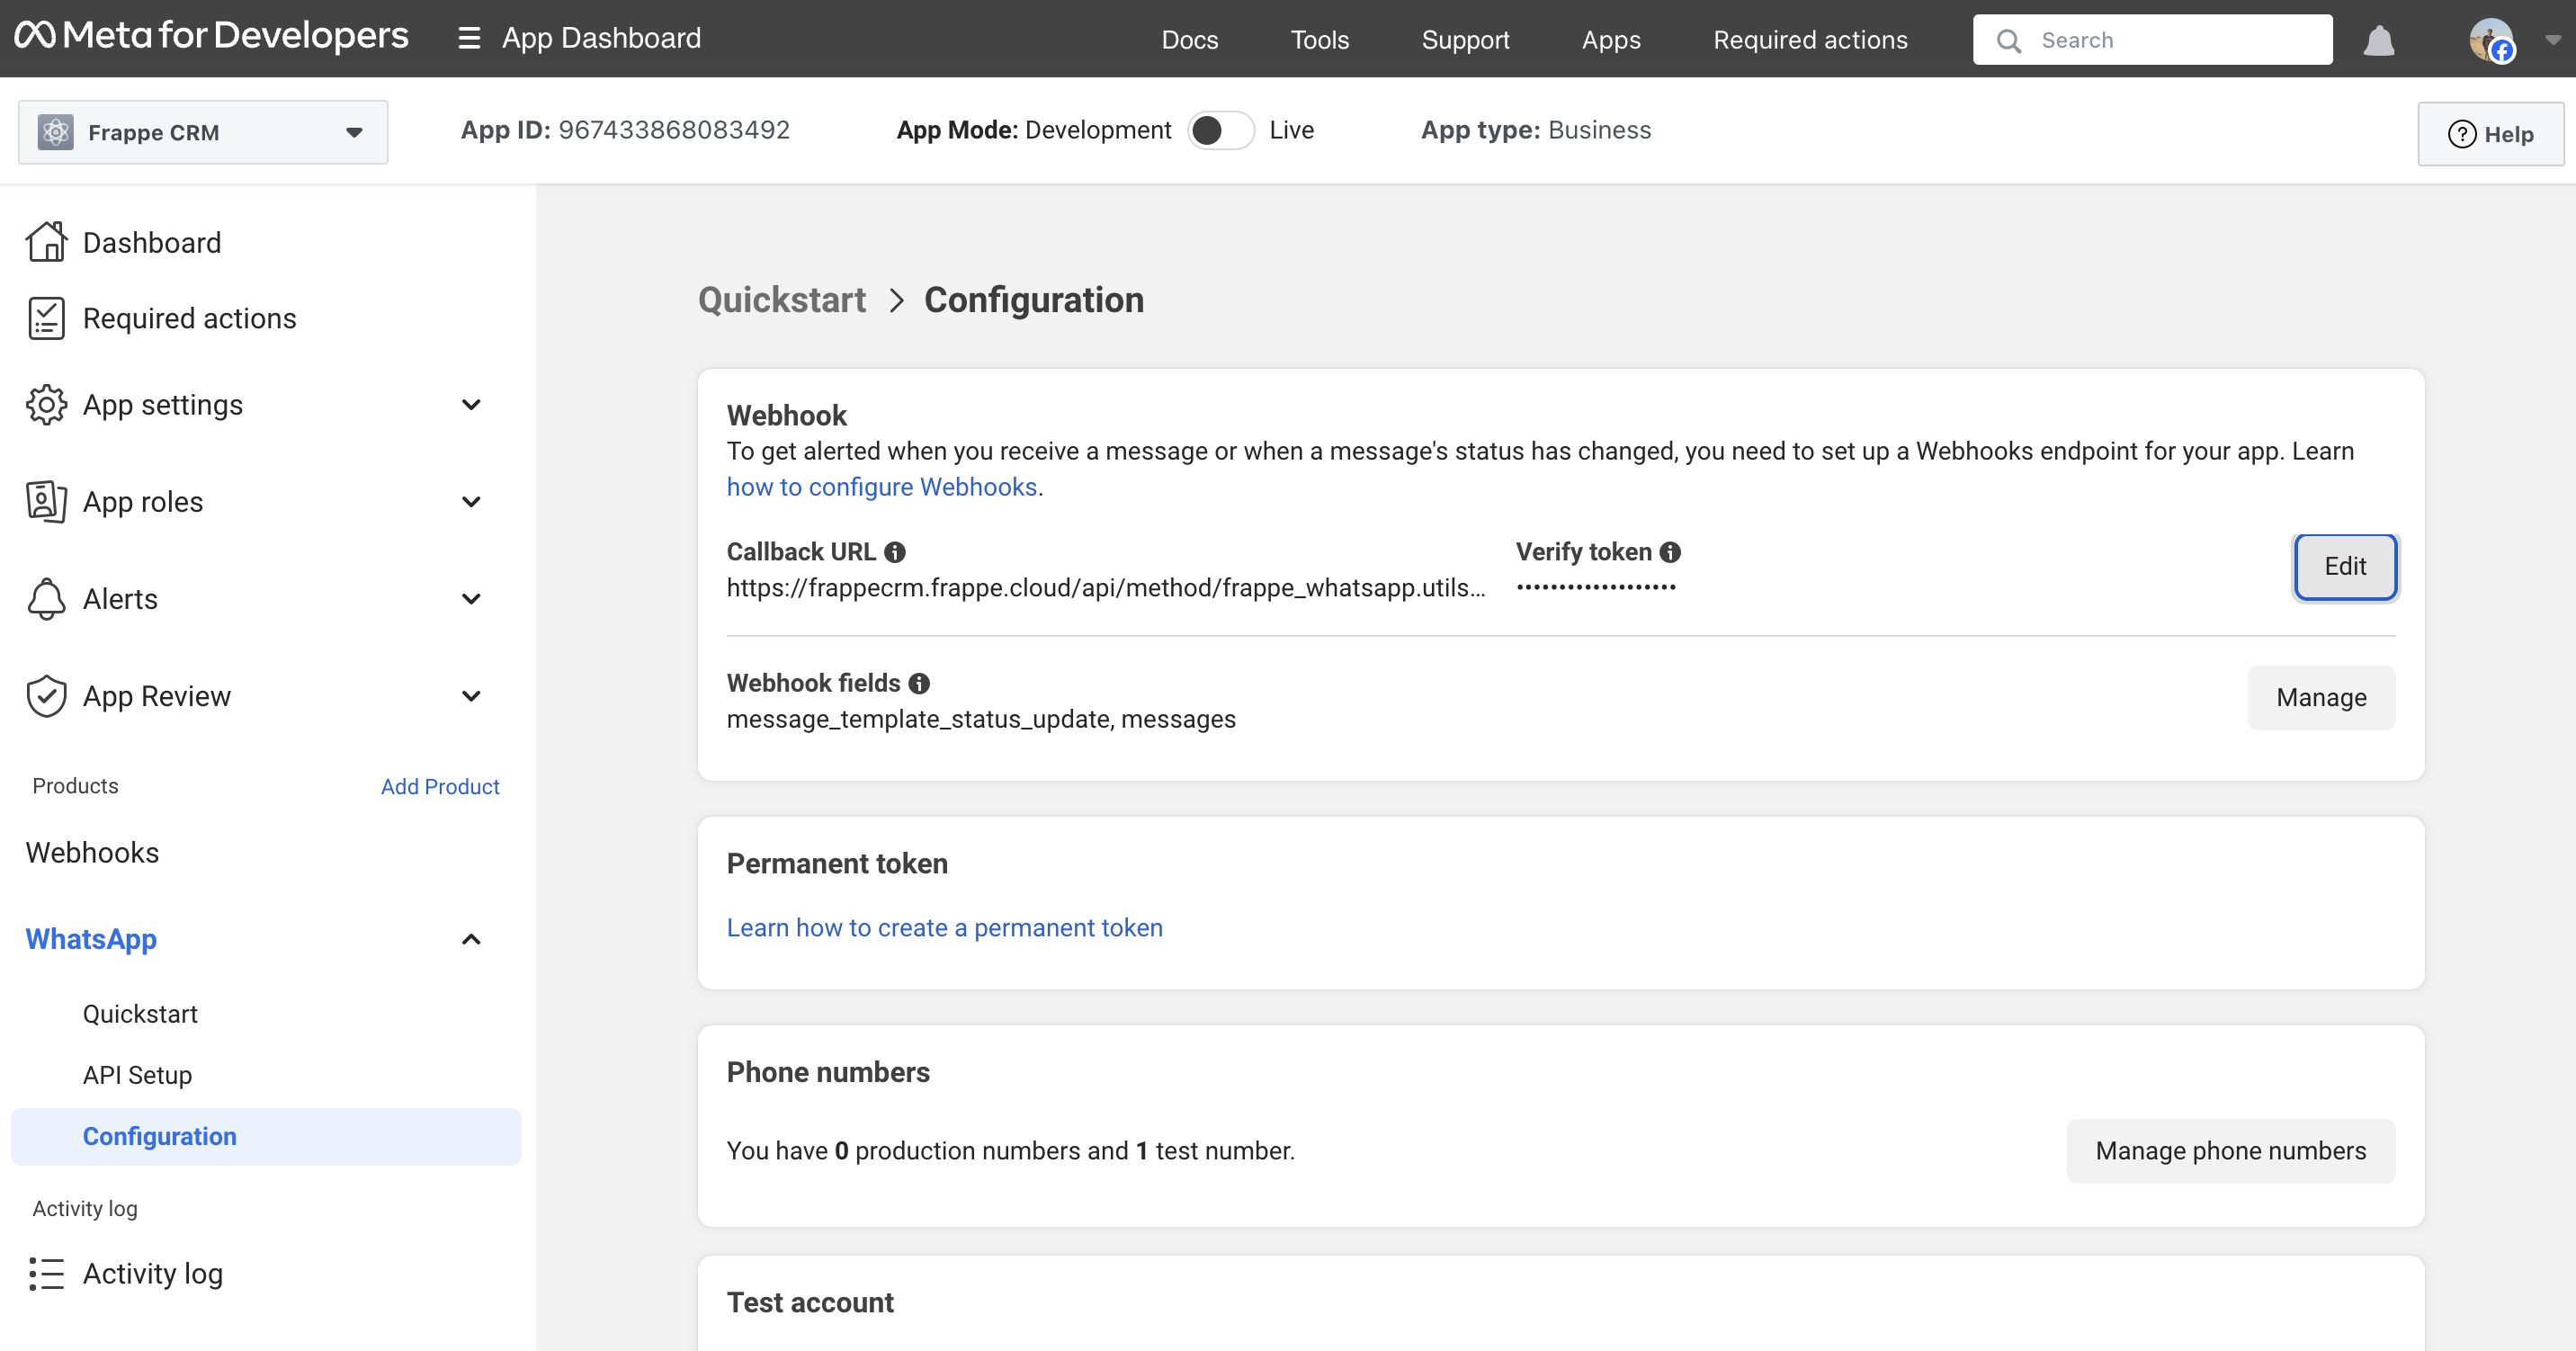 Meta for Developers
App Dashboard
Docs
Tools
Support
Apps
Required actions
Search
Frappe CRM
App ID: 967433868083492
App Mode: Development
Live
App type: Business
Help
Dashboard
Required actions
App settings
App roles
Alerts
App Review
Products
Add Product
Webhooks
WhatsApp
Quickstart
API Setup
Configuration
Activity log
Activity log
Quickstart > Configuration
Webhook
To get alerted when you receive a message or when a message's status has changed, you need to set up a Webhooks endpoint for your app. Learn
how to configure Webhooks.
Callback URL
https://frappecrm.frappe.cloud/api/method/frappe_whatsapp.utils...
Verify token
•••••••••••••••••••
Edit
Webhook fields
message_template_status_update, messages
Manage
Permanent token
Learn how to create a permanent token
Phone numbers
You have 0 production numbers and 1 test number.
Manage phone numbers
Test account